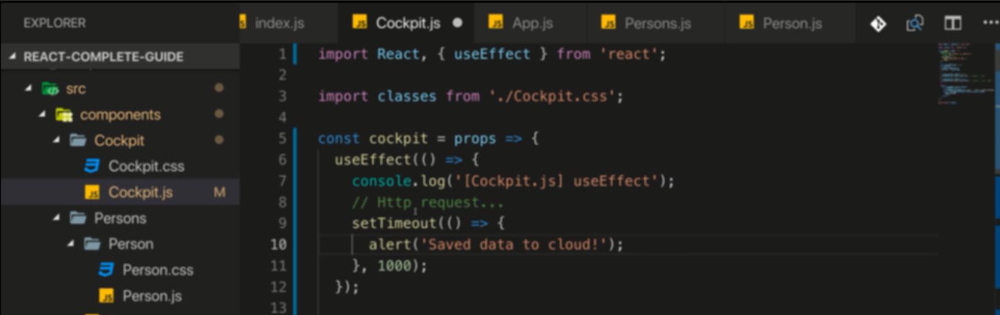 EXPLORER
index.js
Cockpit.js
App.js
Persons.js
Person.js
REACT-COMPLETE-GUIDE
src
components
Cockpit
Cockpit.css
Cockpit.js M
Persons
Person
Person.css
Person.js
1 import React, { useEffect } from 'react';
2
3 import classes from './Cockpit.css';
4
5 const cockpit = props => {
6 useEffect(() => {
7 console.log('[Cockpit.js] useEffect');
8 // Http request...
9 setTimeout(() => {
10 alert('Saved data to cloud!');
11 }, 1000);
12 });
13